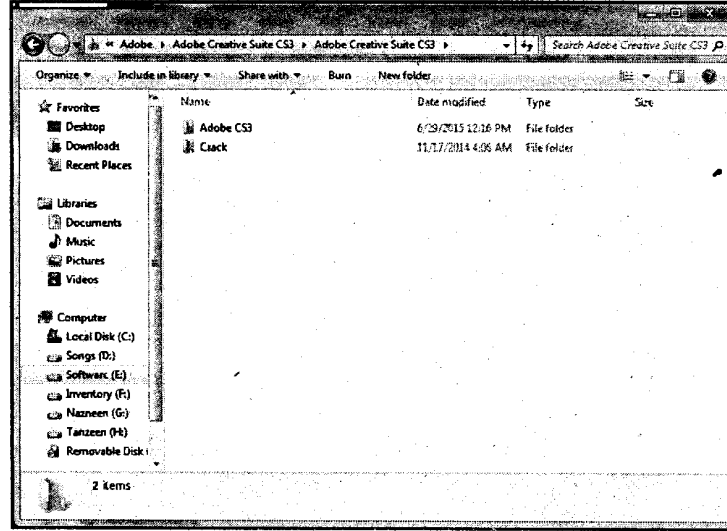 « Adobe ▸ Adobe Creative Suite CS3 ▸ Adobe Creative Suite CS3 ▸ Search Adobe Creative Suite CS3
Organize ▾ Include in library ▾ Share with ▾ Burn New folder
Name Date modified Type Size
Favorites
Desktop
Downloads
Recent Places
Adobe CS3 6/29/2015 12:16 PM File folder
Crack 11/17/2014 4:06 AM File folder
Libraries
Documents
Music
Pictures
Videos
Computer
Local Disk (C:)
Songs (D:)
Software (E:)
Inventory (F:)
Nazneen (G:)
Tanzeen (H:)
Removable Disk
2 items